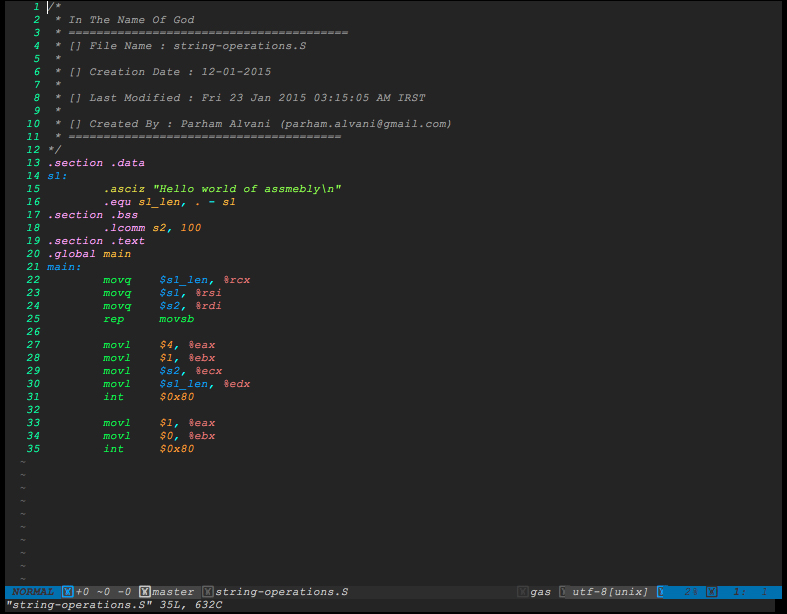 1 /*
2  * In The Name Of God
3  * ========================================
4  * [] File Name : string-operations.S
5  *
6  * [] Creation Date : 12-01-2015
7  *
8  * [] Last Modified : Fri 23 Jan 2015 03:15:05 AM IRST
9  *
10  * [] Created By : Parham Alvani (parham.alvani@gmail.com)
11  * =======================================
12 */
13 .section .data
14 s1:
15         .asciz "Hello world of assmebly\n"
16         .equ s1_len, . - s1
17 .section .bss
18         .lcomm s2, 100
19 .section .text
20 .global main
21 main:
22         movq    $s1_len, %rcx
23         movq    $s1, %rsi
24         movq    $s2, %rdi
25         rep     movsb
26
27         movl    $4, %eax
28         movl    $1, %ebx
29         movl    $s2, %ecx
30         movl    $s1_len, %edx
31         int     $0x80
32
33         movl    $1, %eax
34         movl    $0, %ebx
35         int     $0x80
~
~
~
~
~
~
~
~
~
~
NORMAL +0 ~0 -0 master string-operations.S gas utf-8[unix] 2% 1: 1
"string-operations.S" 35L, 632C